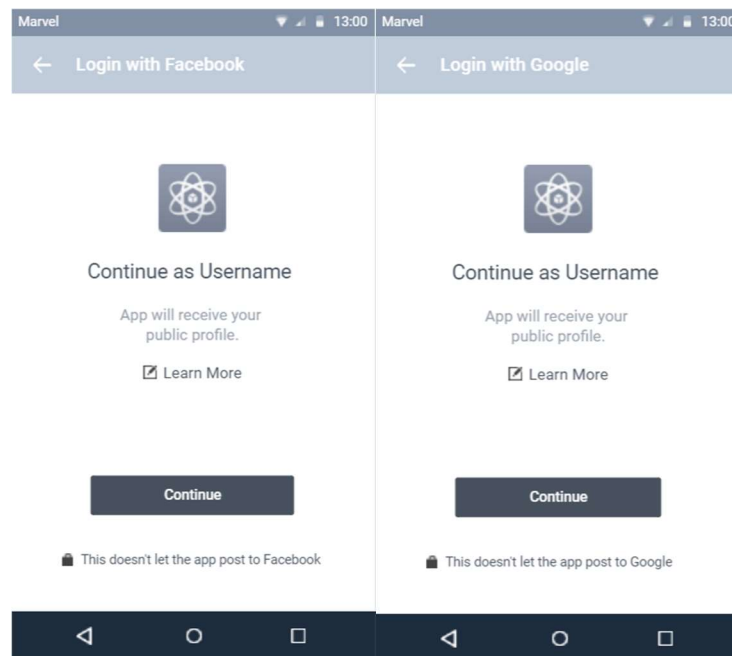 Marvel 13:00
Login with Facebook
Continue as Username
App will receive your
public profile.
Learn More
Continue
This doesn't let the app post to Facebook
Marvel 13:00
Login with Google
Continue as Username
App will receive your
public profile.
Learn More
Continue
This doesn't let the app post to Google